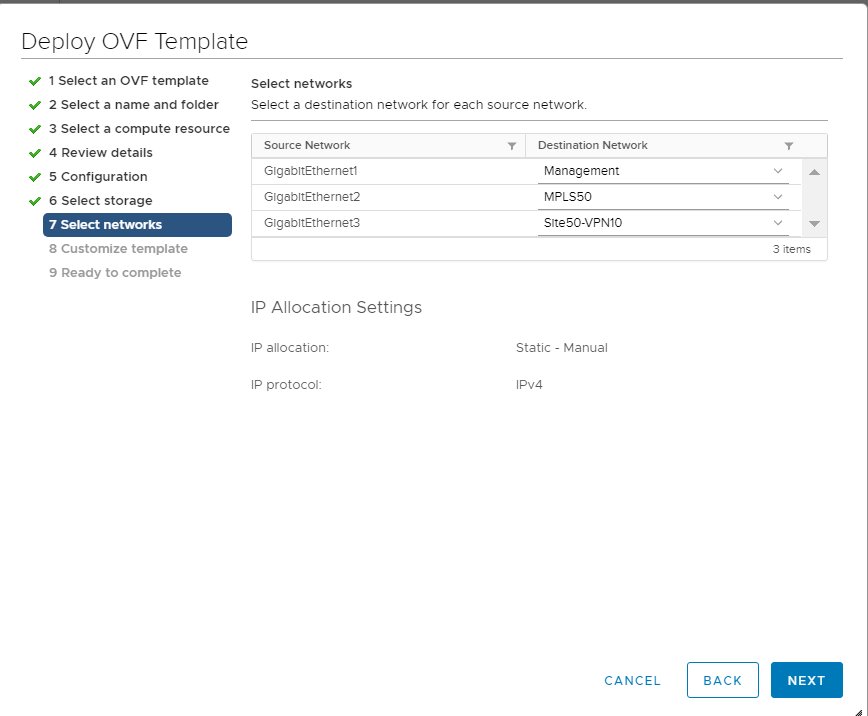 Deploy OVF Template
1 Select an OVF template
2 Select a name and folder
3 Select a compute resource
4 Review details
5 Configuration
6 Select storage
7 Select networks
8 Customize template
9 Ready to complete
Select networks
Select a destination network for each source network.
Source Network Destination Network
GigabitEthernet1 Management
GigabitEthernet2 MPLS50
GigabitEthernet3 Site50-VPN10
3 items
IP Allocation Settings
IP allocation: Static - Manual
IP protocol: IPv4
CANCEL BACK NEXT